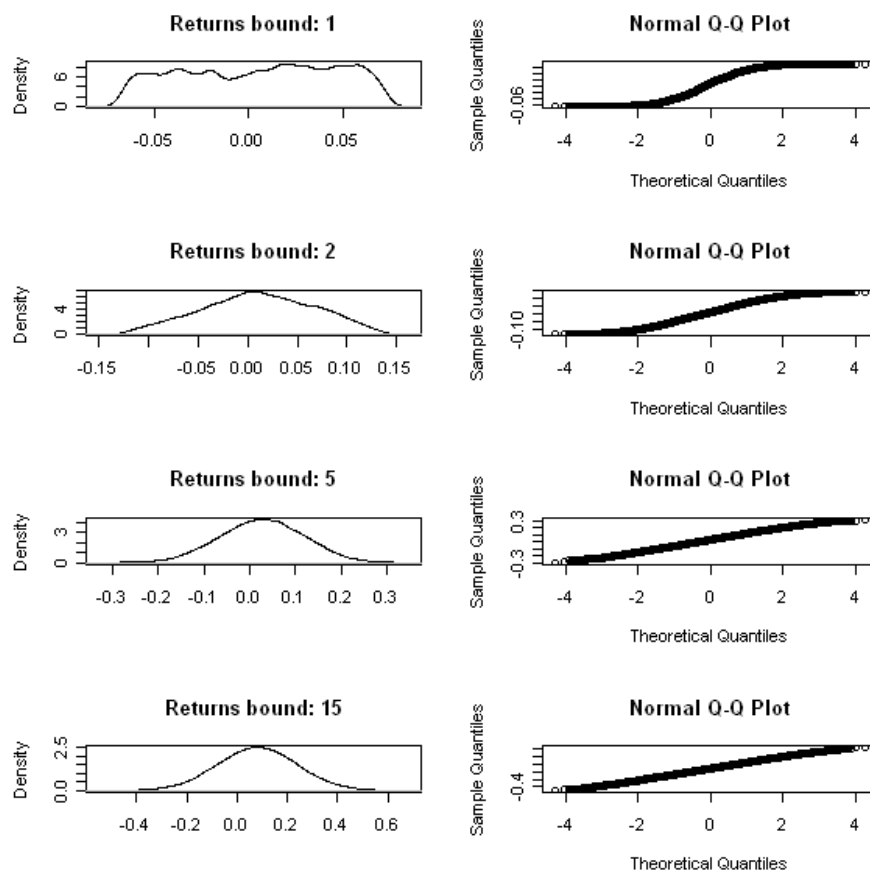 Returns bound: 1
Density
0 6
-0.05 0.00 0.05
Normal Q-Q Plot
Sample Quantiles
-0.06
-4 -2 0 2 4
Theoretical Quantiles
Returns bound: 2
Density
0 4
-0.15 -0.05 0.00 0.05 0.10 0.15
Normal Q-Q Plot
Sample Quantiles
-0.10
-4 -2 0 2 4
Theoretical Quantiles
Returns bound: 5
Density
0 3
-0.3 -0.2 -0.1 0.0 0.1 0.2 0.3
Normal Q-Q Plot
Sample Quantiles
-0.3 0.3
-4 -2 0 2 4
Theoretical Quantiles
Returns bound: 15
Density
0.0 2.5
-0.4 -0.2 0.0 0.2 0.4 0.6
Normal Q-Q Plot
Sample Quantiles
-0.4
-4 -2 0 2 4
Theoretical Quantiles